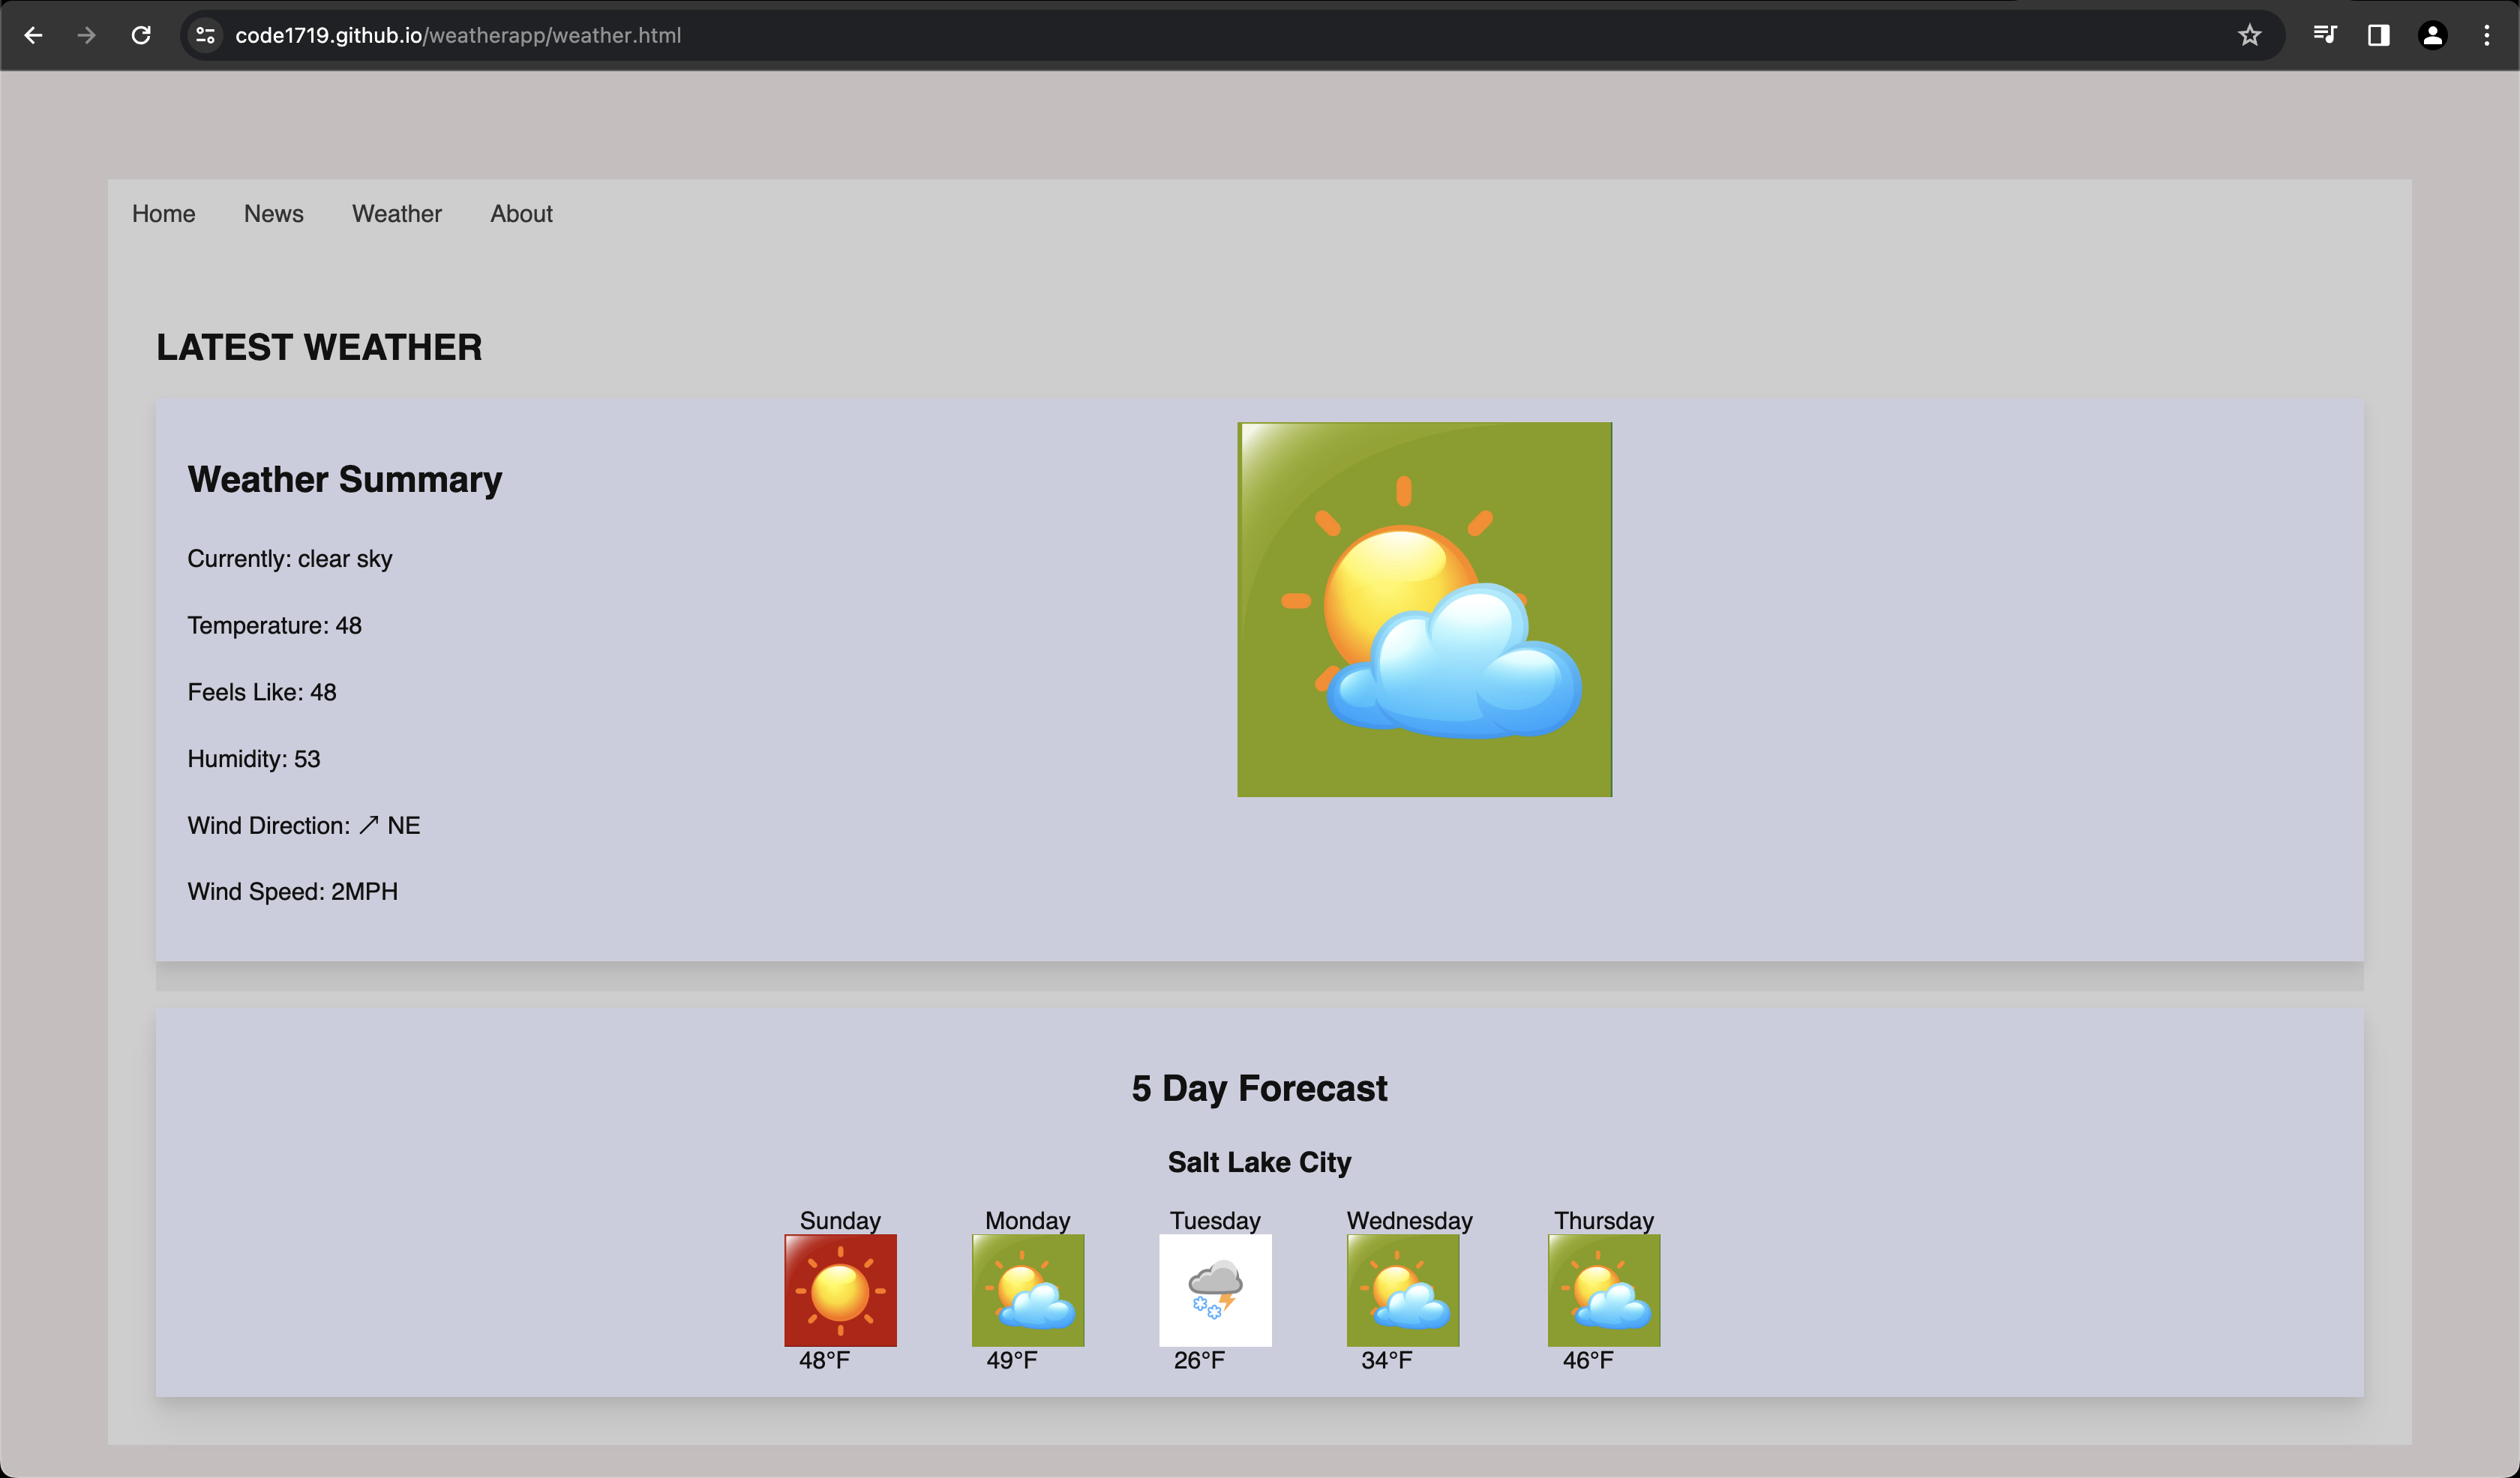 code1719.github.io/weatherapp/weather.html
Home News Weather About
LATEST WEATHER
Weather Summary
Currently: clear sky
Temperature: 48
Feels Like: 48
Humidity: 53
Wind Direction: ↗ NE
Wind Speed: 2MPH
5 Day Forecast
Salt Lake City
Sunday Monday Tuesday Wednesday Thursday
48°F 49°F 26°F 34°F 46°F